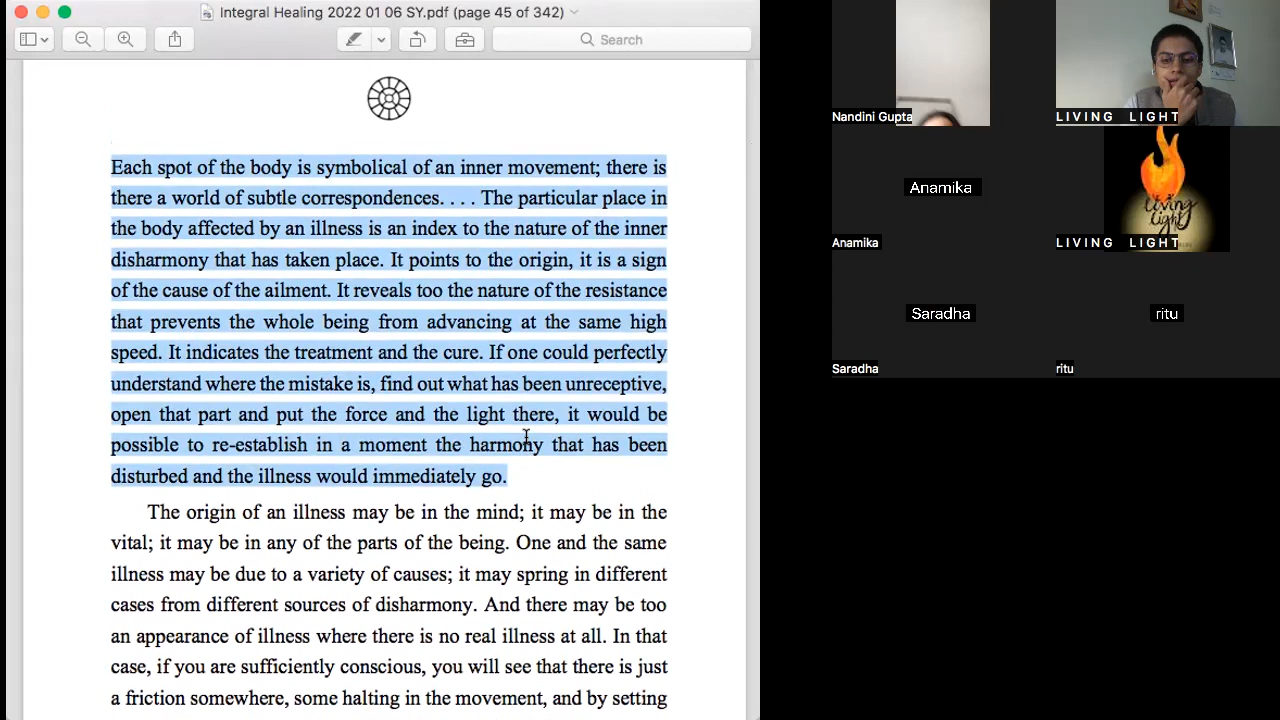 Integral Healing 2022 01 06 SY.pdf (page 45 of 342)
Search
Each spot of the body is symbolical of an inner movement; there is
there a world of subtle correspondences. . . . The particular place in
the body affected by an illness is an index to the nature of the inner
disharmony that has taken place. It points to the origin, it is a sign
of the cause of the ailment. It reveals too the nature of the resistance
that prevents the whole being from advancing at the same high
speed. It indicates the treatment and the cure. If one could perfectly
understand where the mistake is, find out what has been unreceptive,
open that part and put the force and the light there, it would be
possible to re-establish in a moment the harmony that has been
disturbed and the illness would immediately go.
The origin of an illness may be in the mind; it may be in the
vital; it may be in any of the parts of the being. One and the same
illness may be due to a variety of causes; it may spring in different
cases from different sources of disharmony. And there may be too
an appearance of illness where there is no real illness at all. In that
case, if you are sufficiently conscious, you will see that there is just
a friction somewhere, some halting in the movement, and by setting
Nandini Gupta
LIVING LIGHT
Anamika
Anamika
living
light
LIVING LIGHT
Saradha
Saradha
ritu
ritu